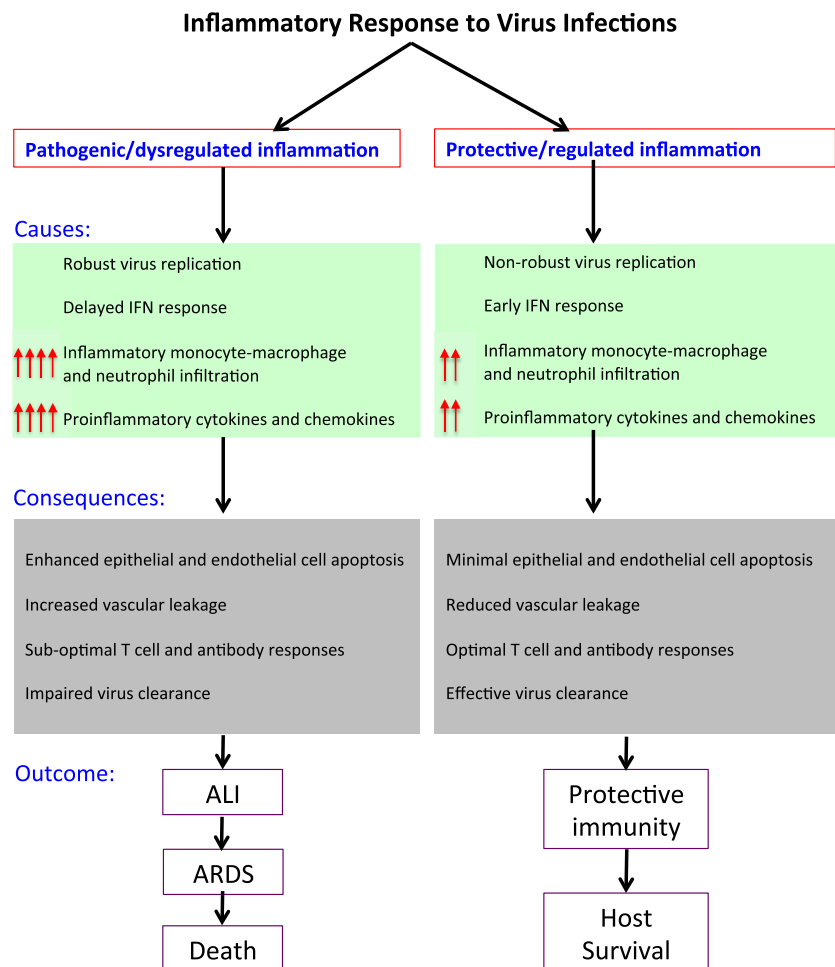 Inflammatory Response to Virus Infections
Pathogenic/dysregulated inflammation
Protective/regulated inflammation
Causes:
Robust virus replication
Delayed IFN response
Inflammatory monocyte-macrophage
and neutrophil infiltration
Proinflammatory cytokines and chemokines
Non-robust virus replication
Early IFN response
Inflammatory monocyte-macrophage
and neutrophil infiltration
Proinflammatory cytokines and chemokines
Consequences:
Enhanced epithelial and endothelial cell apoptosis
Increased vascular leakage
Sub-optimal T cell and antibody responses
Impaired virus clearance
Minimal epithelial and endothelial cell apoptosis
Reduced vascular leakage
Optimal T cell and antibody responses
Effective virus clearance
Outcome:
ALI
ARDS
Death
Protective
immunity
Host
Survival